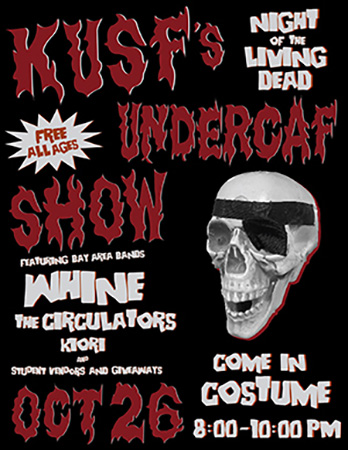 KUSF's
NIGHT
OF THE
LIVING
DEAD
UNDERCAF
FREE
ALL AGES
SHOW
FEATURING BAY AREA BANDS
WHINE
THE CIRCULATORS
KIORI
AND
STUDENT VENDORS AND GIVEAWAYS
COME IN
COSTUME
OCT 26
8:00-10:00 PM